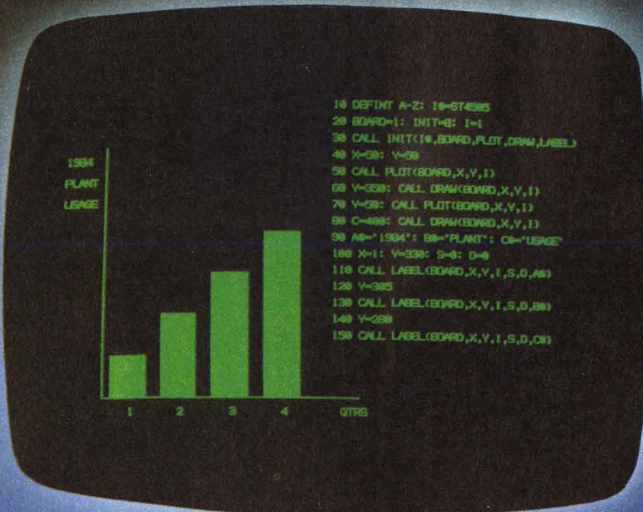 1984
PLANT
USAGE
1 2 3 4 QTRS
10 DEFINT A-Z: I$=ST4585
20 BOARD=1: INIT=0: I=1
30 CALL INIT(I$,BOARD,PLOT,DRAW,LABEL)
40 X=50: Y=50
50 CALL PLOT(BOARD,X,Y,I)
60 Y=350: CALL DRAW(BOARD,X,Y,I)
70 Y=50: CALL PLOT(BOARD,X,Y,I)
80 C=400: CALL DRAW(BOARD,X,Y,I)
90 A$="1984": B$="PLANT": C$="USAGE"
100 X=1: Y=330: S=0: D=0
110 CALL LABEL(BOARD,X,Y,I,S,D,A$)
120 Y=305
130 CALL LABEL(BOARD,X,Y,I,S,D,B$)
140 Y=280
150 CALL LABEL(BOARD,X,Y,I,S,D,C$)